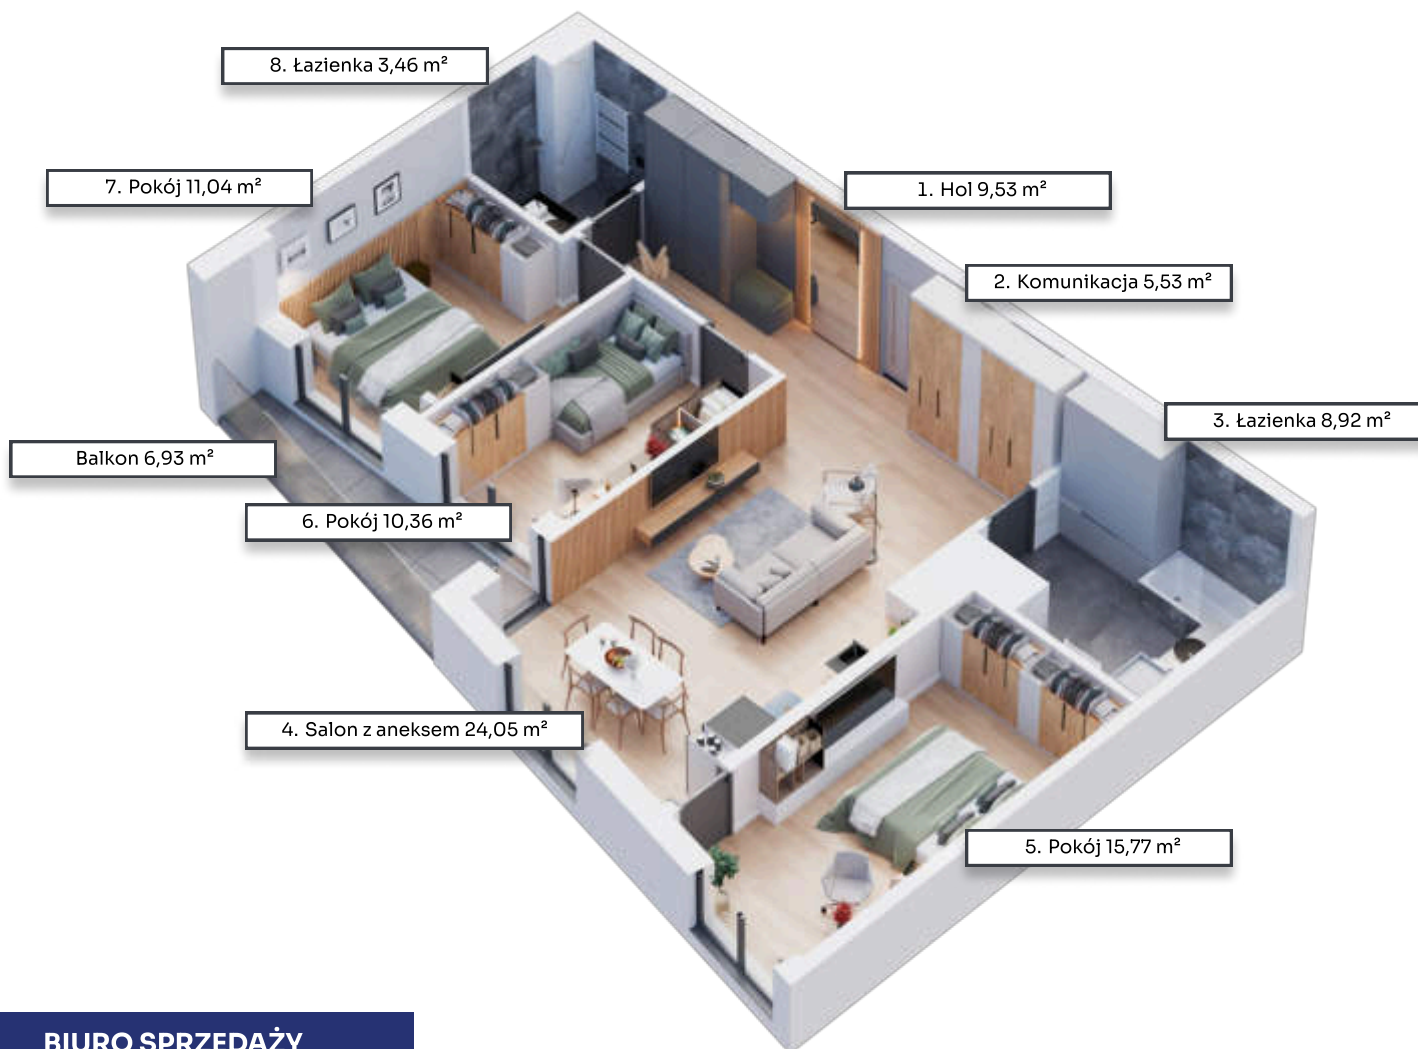 8. Łazienka 3,46 m²
7. Pokój 11,04 m²
1. Hol 9,53 m²
2. Komunikacja 5,53 m²
3. Łazienka 8,92 m²
Balkon 6,93 m²
6. Pokój 10,36 m²
4. Salon z aneksem 24,05 m²
5. Pokój 15,77 m²
BIURO SPRZEDAŻY